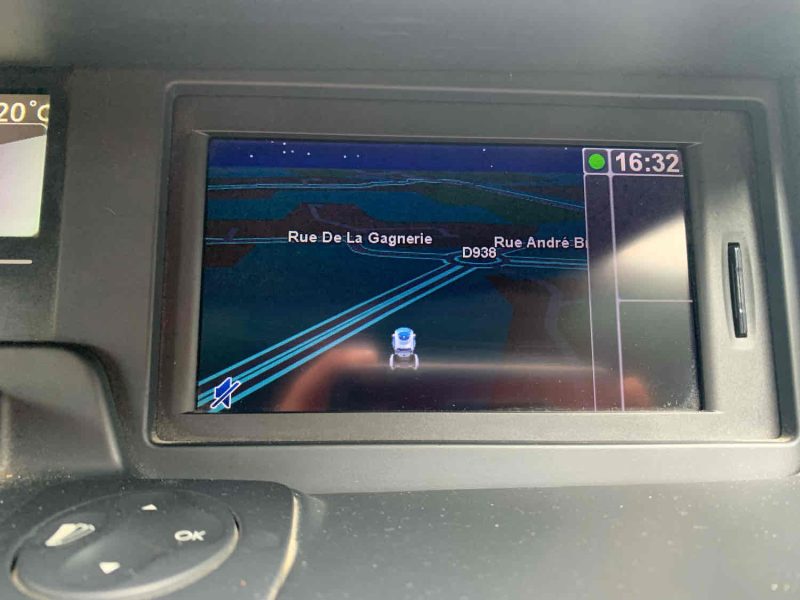 20°C
16:32
Rue De La Gagnerie
Rue André
D938
OK